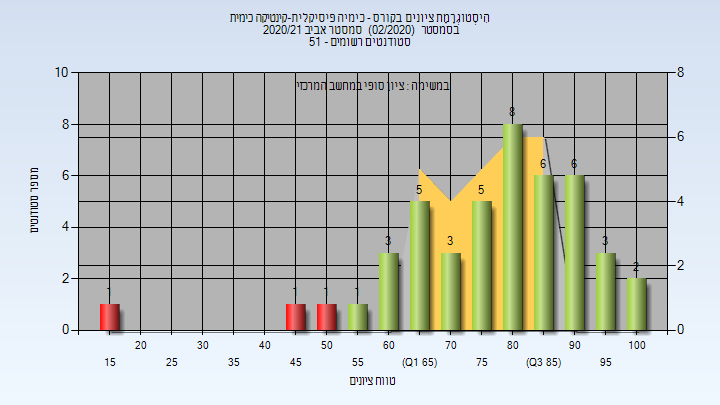 היסטוגרמת ציונים בקורס - כימיה פיסיקלית-קינטיקה כימית
בסמסטר (02/2020) סמסטר אביב 2020/21
סטודנטים רשומים - 51
במשימה : ציון סופי במחשב המרכזי
מספר סטודנטים
10 8 6 4 2 0
8 6 4 2 0
1 1 1 1 3 5 3 5 8 6 6 3 2
20 30 40 50 60 70 80 90 100
15 25 35 45 55 (Q1 65) 75 (Q3 85) 95
טווח ציונים